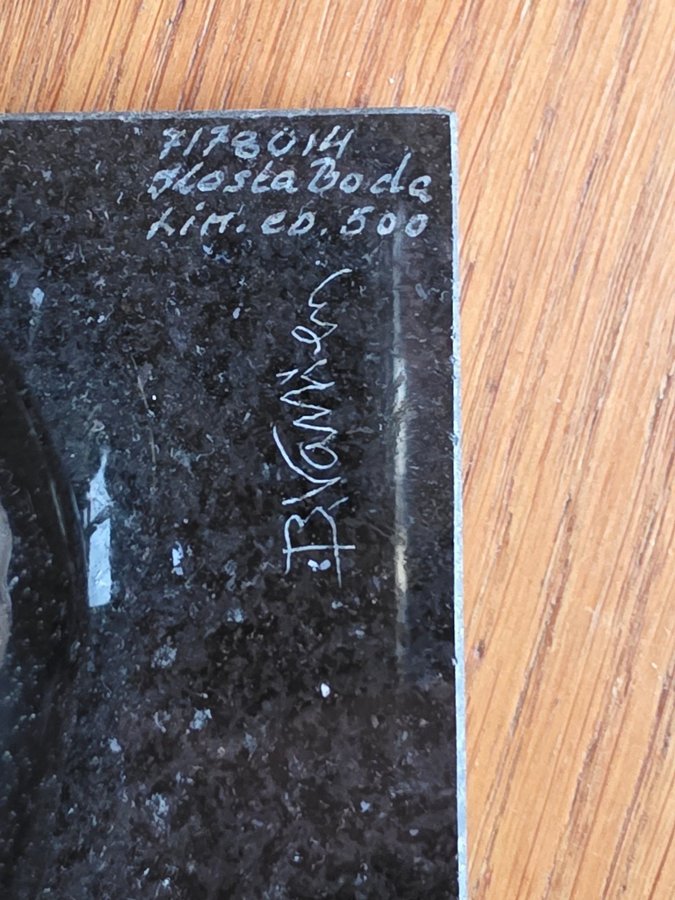 7178014
Kosta Boda
Lim. ed. 500
B Vallien